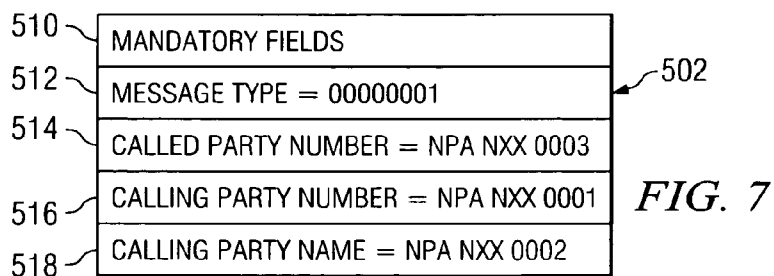 510 MANDATORY FIELDS
512 MESSAGE TYPE = 00000001 502
514 CALLED PARTY NUMBER = NPA NXX 0003
516 CALLING PARTY NUMBER = NPA NXX 0001 FIG. 7
518 CALLING PARTY NAME = NPA NXX 0002